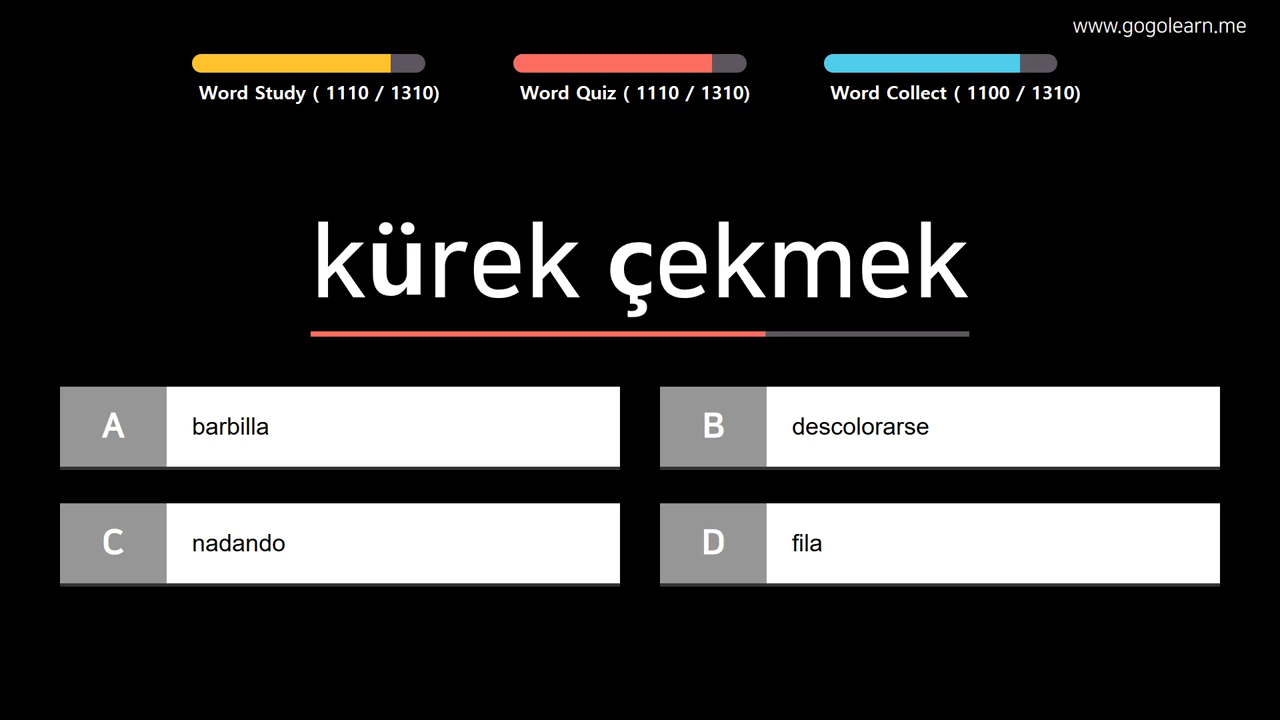 www.gogolearn.me
Word Study ( 1110 / 1310)
Word Quiz ( 1110 / 1310)
Word Collect ( 1100 / 1310)
kürek çekmek
A barbilla
B descolorarse
C nadando
D fila